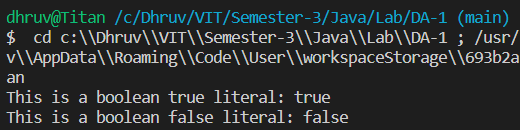 dhruv@Titan /c/Dhruv/VIT/Semester-3/Java/Lab/DA-1 (main)
$  cd c:\\Dhruv\\VIT\\Semester-3\\Java\\Lab\\DA-1 ; /usr/
v\\AppData\\Roaming\\Code\\User\\workspaceStorage\\693b2a
an
This is a boolean true literal: true
This is a boolean false literal: false